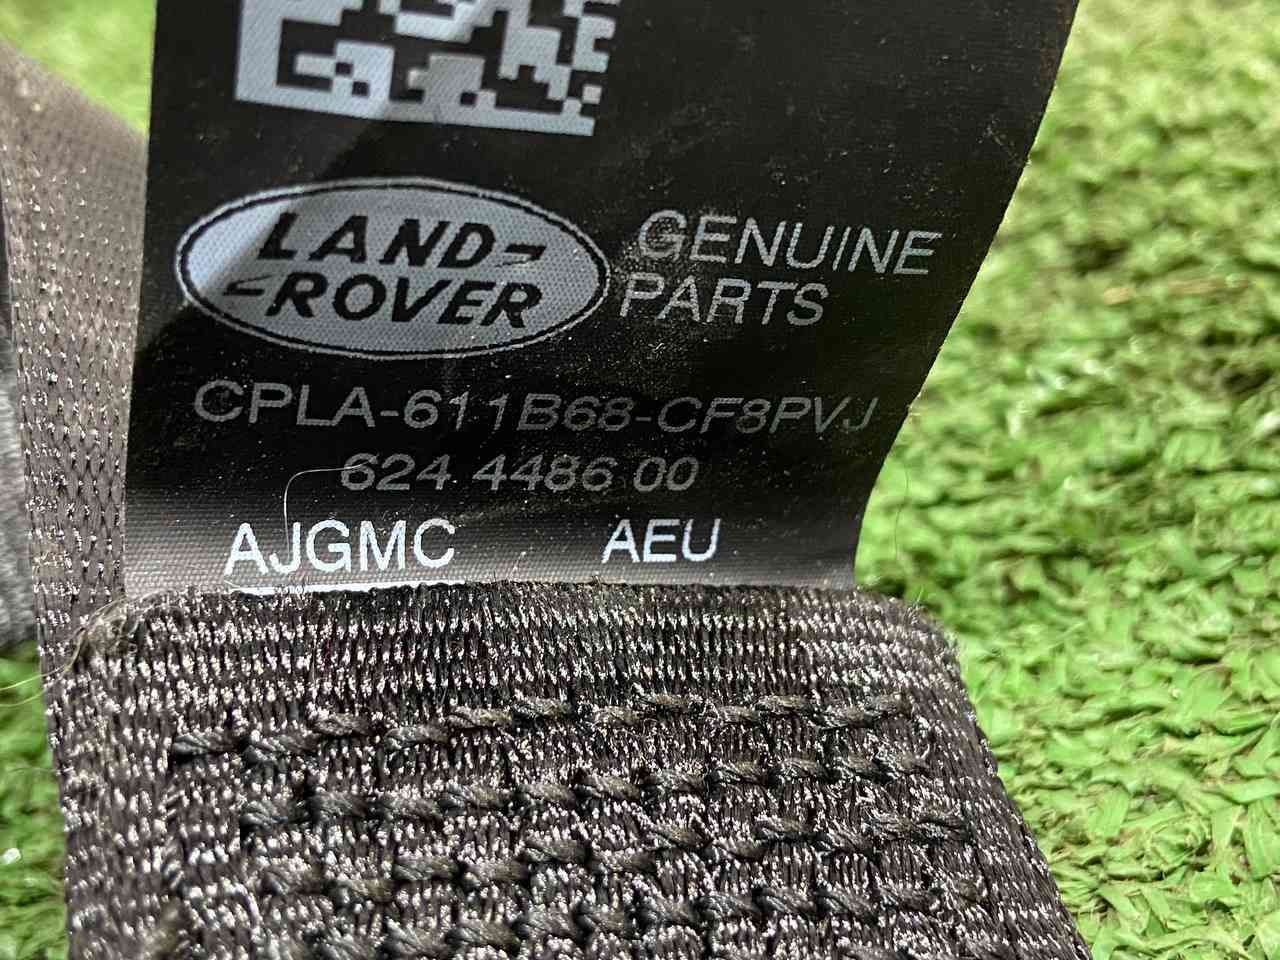 LAND-
-ROVER
GENUINE
PARTS
CPLA-611B68-CF8PVJ
624 4486 00
AJGMC AEU